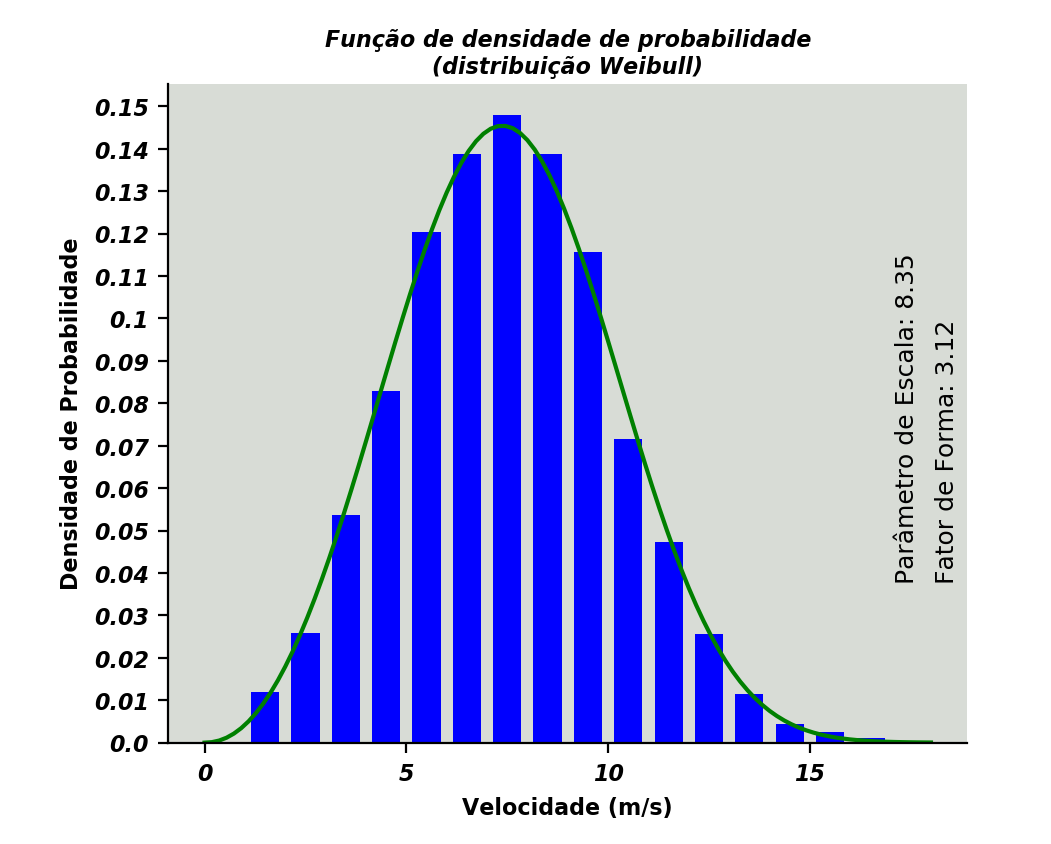 Função de densidade de probabilidade
(distribuição Weibull)
Densidade de Probabilidade
0.15
0.14
0.13
0.12
0.11
0.1
0.09
0.08
0.07
0.06
0.05
0.04
0.03
0.02
0.01
0.0
Parâmetro de Escala: 8.35
Fator de Forma: 3.12
0 5 10 15
Velocidade (m/s)